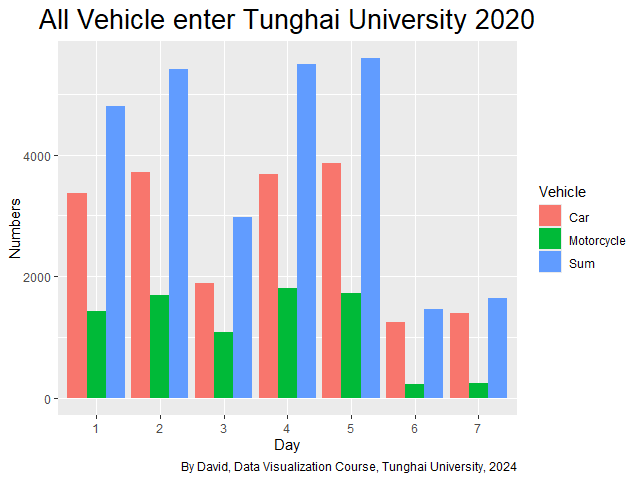 All Vehicle enter Tunghai University 2020
Numbers
4000
2000
0
1 2 3 4 5 6 7
Day
Vehicle
Car
Motorcycle
Sum
By David, Data Visualization Course, Tunghai University, 2024